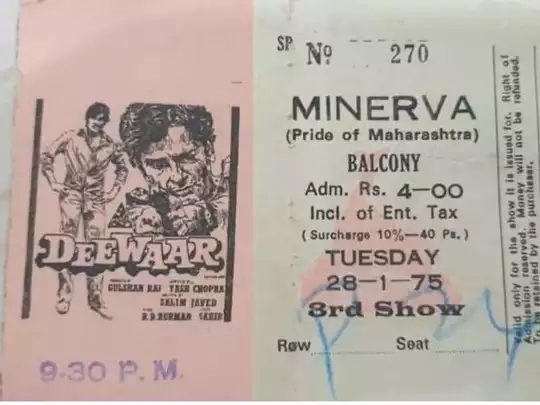 DEEWAAR
GULSHAN RAI YASH CHOPRA
SALIM JAVED
R.D. BURMAN SAHIR
9-30 P. M.
SP. No 270
MINERVA
(Pride of Maharashtra)
BALCONY
Adm. Rs. 4—00
Incl. of Ent. Tax
(Surcharge 10%—40 Ps.)
TUESDAY
28-1-75
3rd Show
Row Seat
Valid only for the show it is issued for. Right of
Admission reserved. Money will not be refunded.
To be retained by the purchaser.